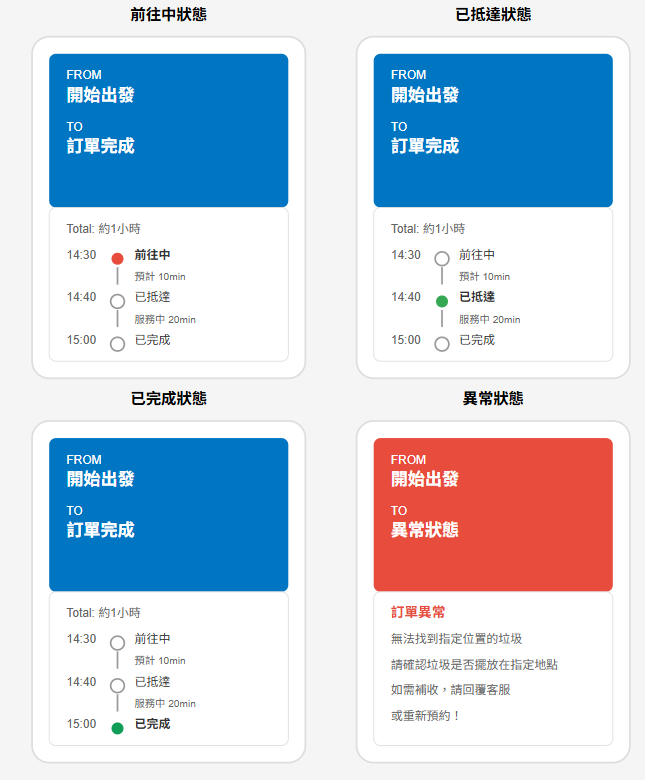 前往中狀態
FROM
開始出發
TO
訂單完成
Total: 約1小時
14:30 前往中
預計 10min
14:40 已抵達
服務中 20min
15:00 已完成
已抵達狀態
FROM
開始出發
TO
訂單完成
Total: 約1小時
14:30 前往中
預計 10min
14:40 已抵達
服務中 20min
15:00 已完成
已完成狀態
FROM
開始出發
TO
訂單完成
Total: 約1小時
14:30 前往中
預計 10min
14:40 已抵達
服務中 20min
15:00 已完成
異常狀態
FROM
開始出發
TO
異常狀態
訂單異常
無法找到指定位置的垃圾
請確認垃圾是否擺放在指定地點
如需補收，請回覆客服
或重新預約！